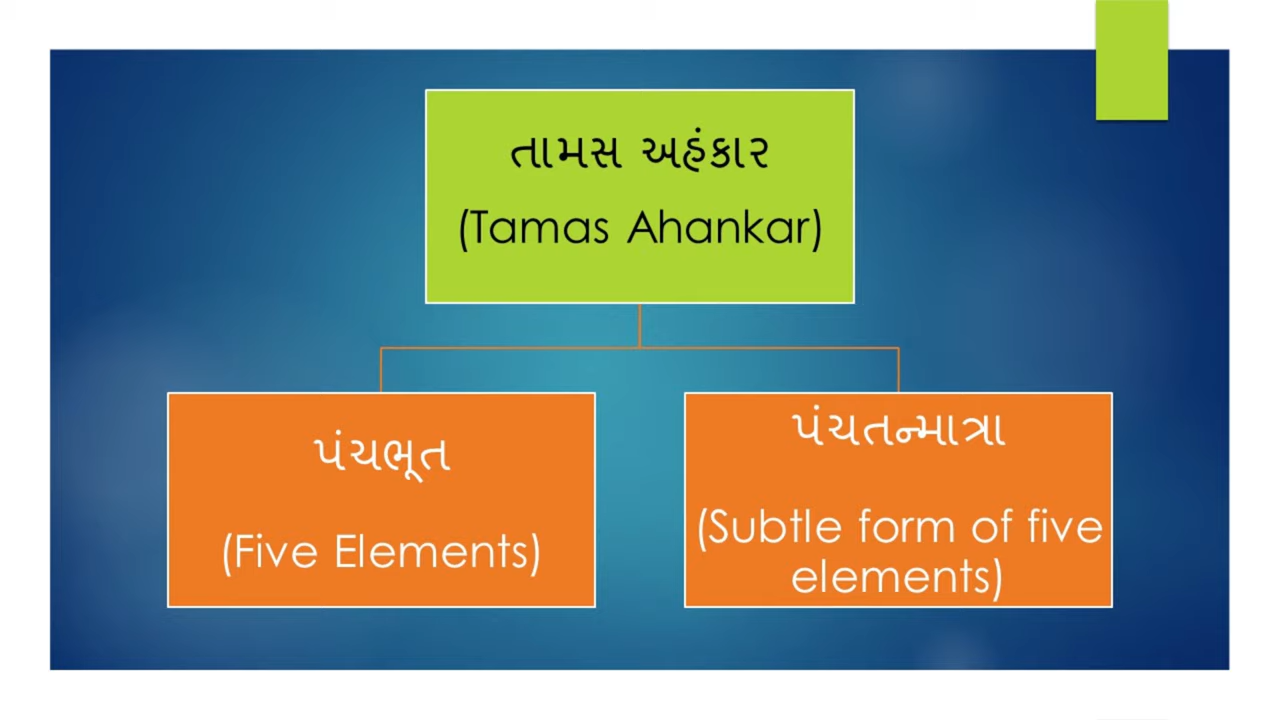 તામસ અહંકાર
(Tamas Ahankar)
પંચભૂત
(Five Elements)
પંચતન્માત્રા
(Subtle form of five
elements)